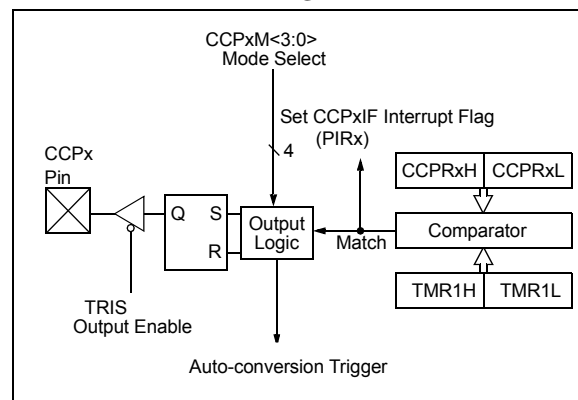 CCPxM<3:0>
Mode Select
Set CCPxIF Interrupt Flag
(PIRx)
4
CCPx
Pin
CCPRxH CCPRxL
Q S
R
Output
Logic
Match
Comparator
TMR1H TMR1L
TRIS
Output Enable
Auto-conversion Trigger